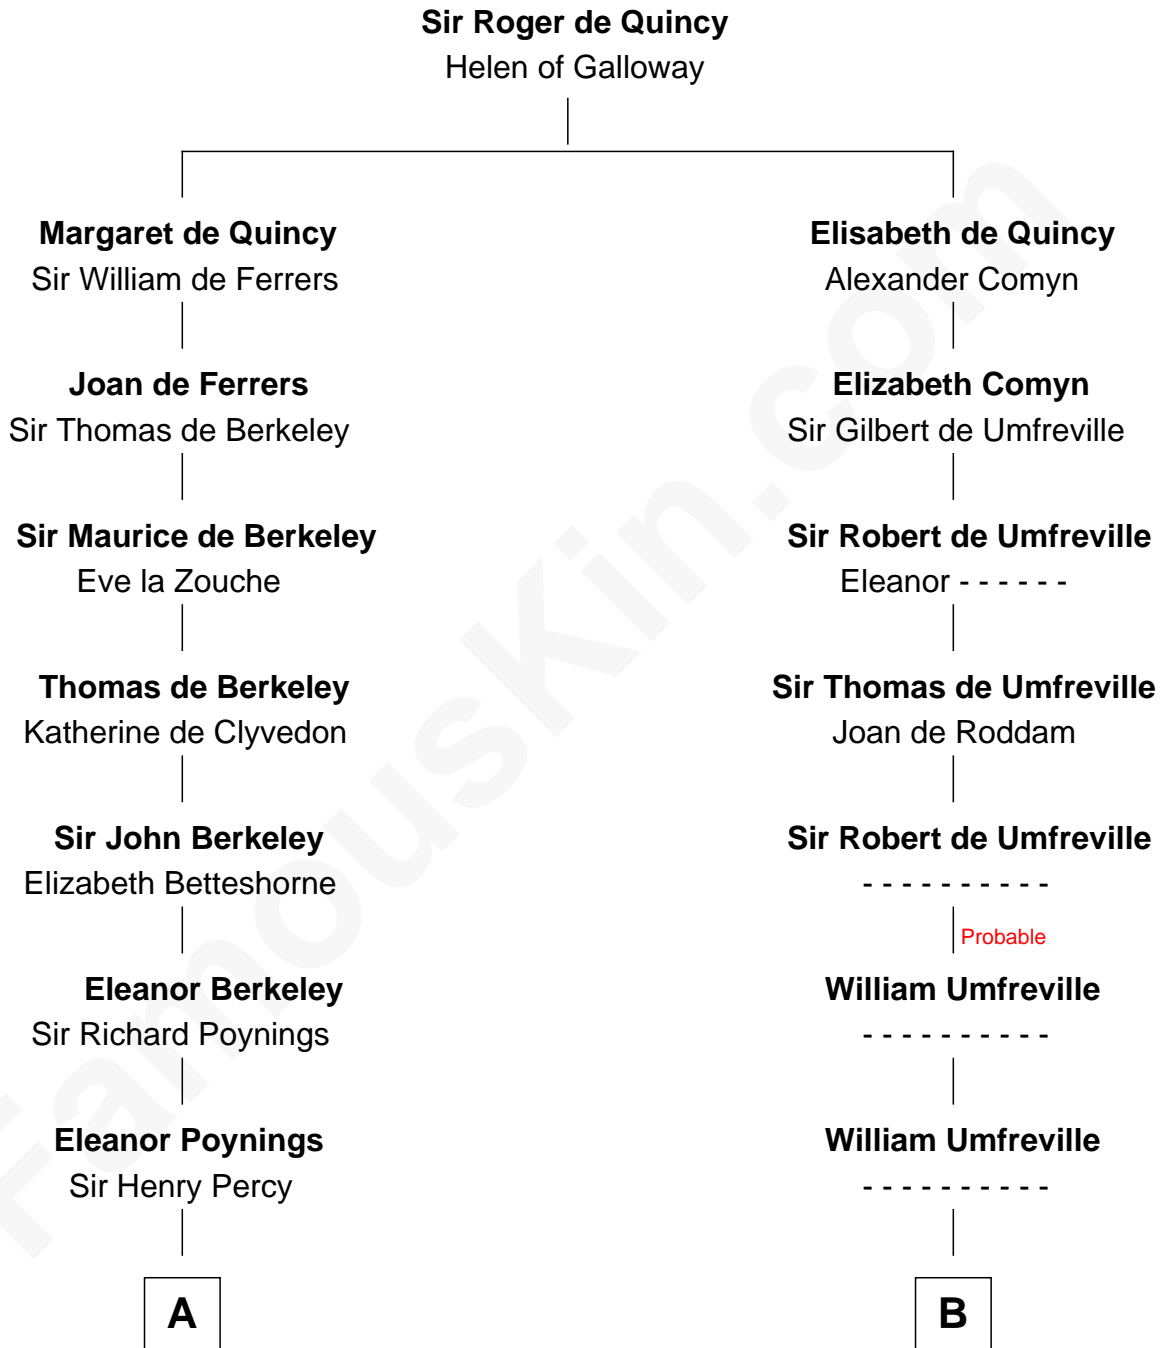 Sir Roger de Quincy
Helen of Galloway
Margaret de Quincy
Sir William de Ferrers
Elisabeth de Quincy
Alexander Comyn
Joan de Ferrers
Sir Thomas de Berkeley
Elizabeth Comyn
Sir Gilbert de Umfreville
Sir Maurice de Berkeley
Eve la Zouche
Sir Robert de Umfreville
Eleanor - - - - - -
Thomas de Berkeley
Katherine de Clyvedon
Sir Thomas de Umfreville
Joan de Roddam
Sir John Berkeley
Elizabeth Betteshorne
Sir Robert de Umfreville
- - - - - - - - - -
Probable
Eleanor Berkeley
Sir Richard Poynings
William Umfreville
- - - - - - - - - -
Eleanor Poynings
Sir Henry Percy
William Umfreville
- - - - - - - - - -
A
B
FamousKin.com